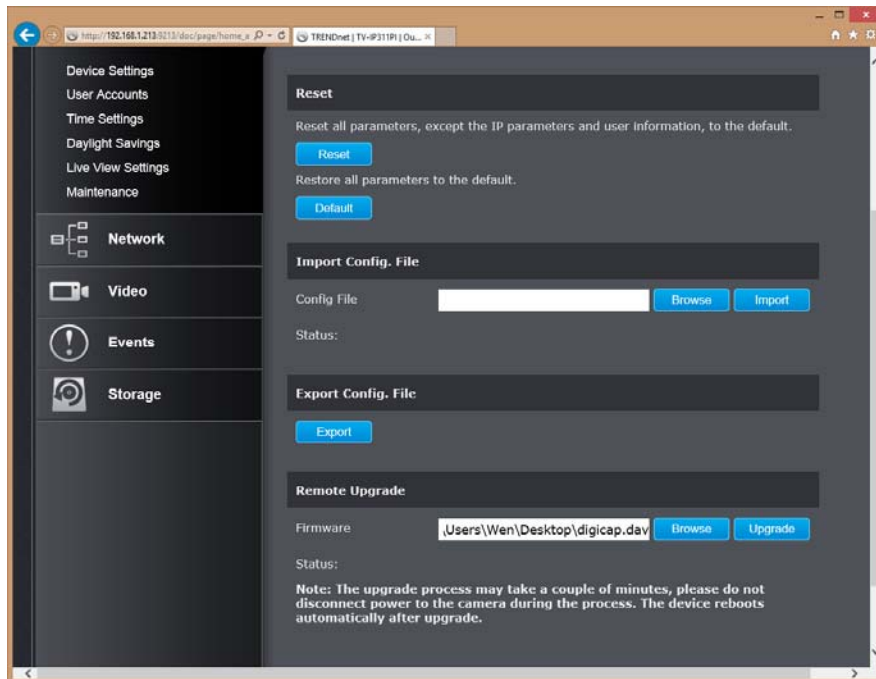 http://192.168.1.213:9213/doc/page/home_s
TRENDnet | TV-IP311PI | Ou...
Device Settings
User Accounts
Time Settings
Daylight Savings
Live View Settings
Maintenance
Network
Video
Events
Storage
Reset
Reset all parameters, except the IP parameters and user information, to the default.
Reset
Restore all parameters to the default.
Default
Import Config. File
Config File
Browse
Import
Status:
Export Config. File
Export
Remote Upgrade
Firmware
\Users\Wen\Desktop\digicap.dav
Browse
Upgrade
Status:
Note: The upgrade process may take a couple of minutes, please do not
disconnect power to the camera during the process. The device reboots
automatically after upgrade.